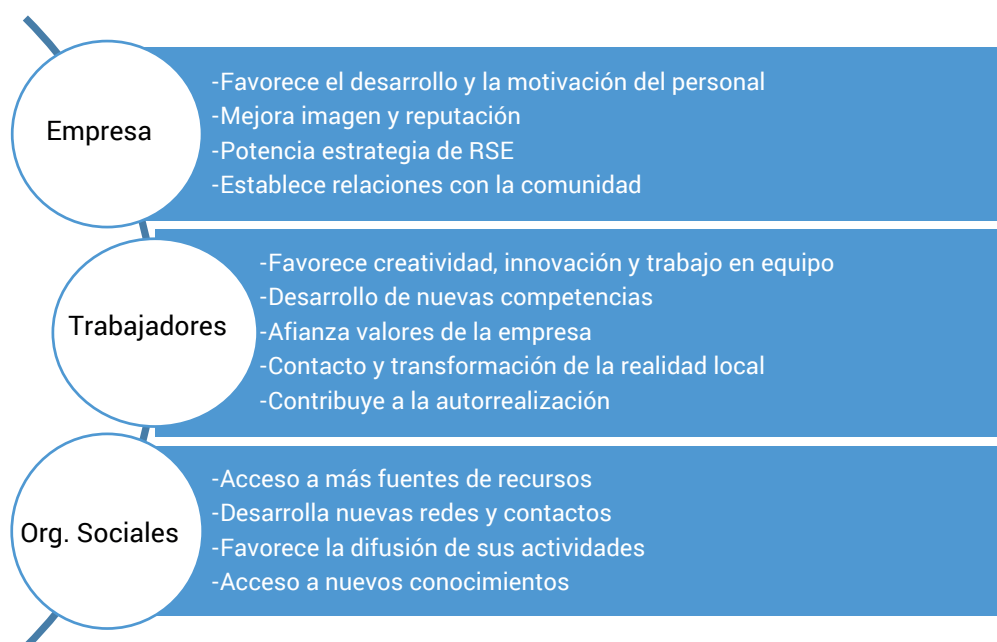 Empresa
-Favorece el desarrollo y la motivación del personal
-Mejora imagen y reputación
-Potencia estrategia de RSE
-Establece relaciones con la comunidad
Trabajadores
-Favorece creatividad, innovación y trabajo en equipo
-Desarrollo de nuevas competencias
-Afianza valores de la empresa
-Contacto y transformación de la realidad local
-Contribuye a la autorrealización
Org. Sociales
-Acceso a más fuentes de recursos
-Desarrolla nuevas redes y contactos
-Favorece la difusión de sus actividades
-Acceso a nuevos conocimientos